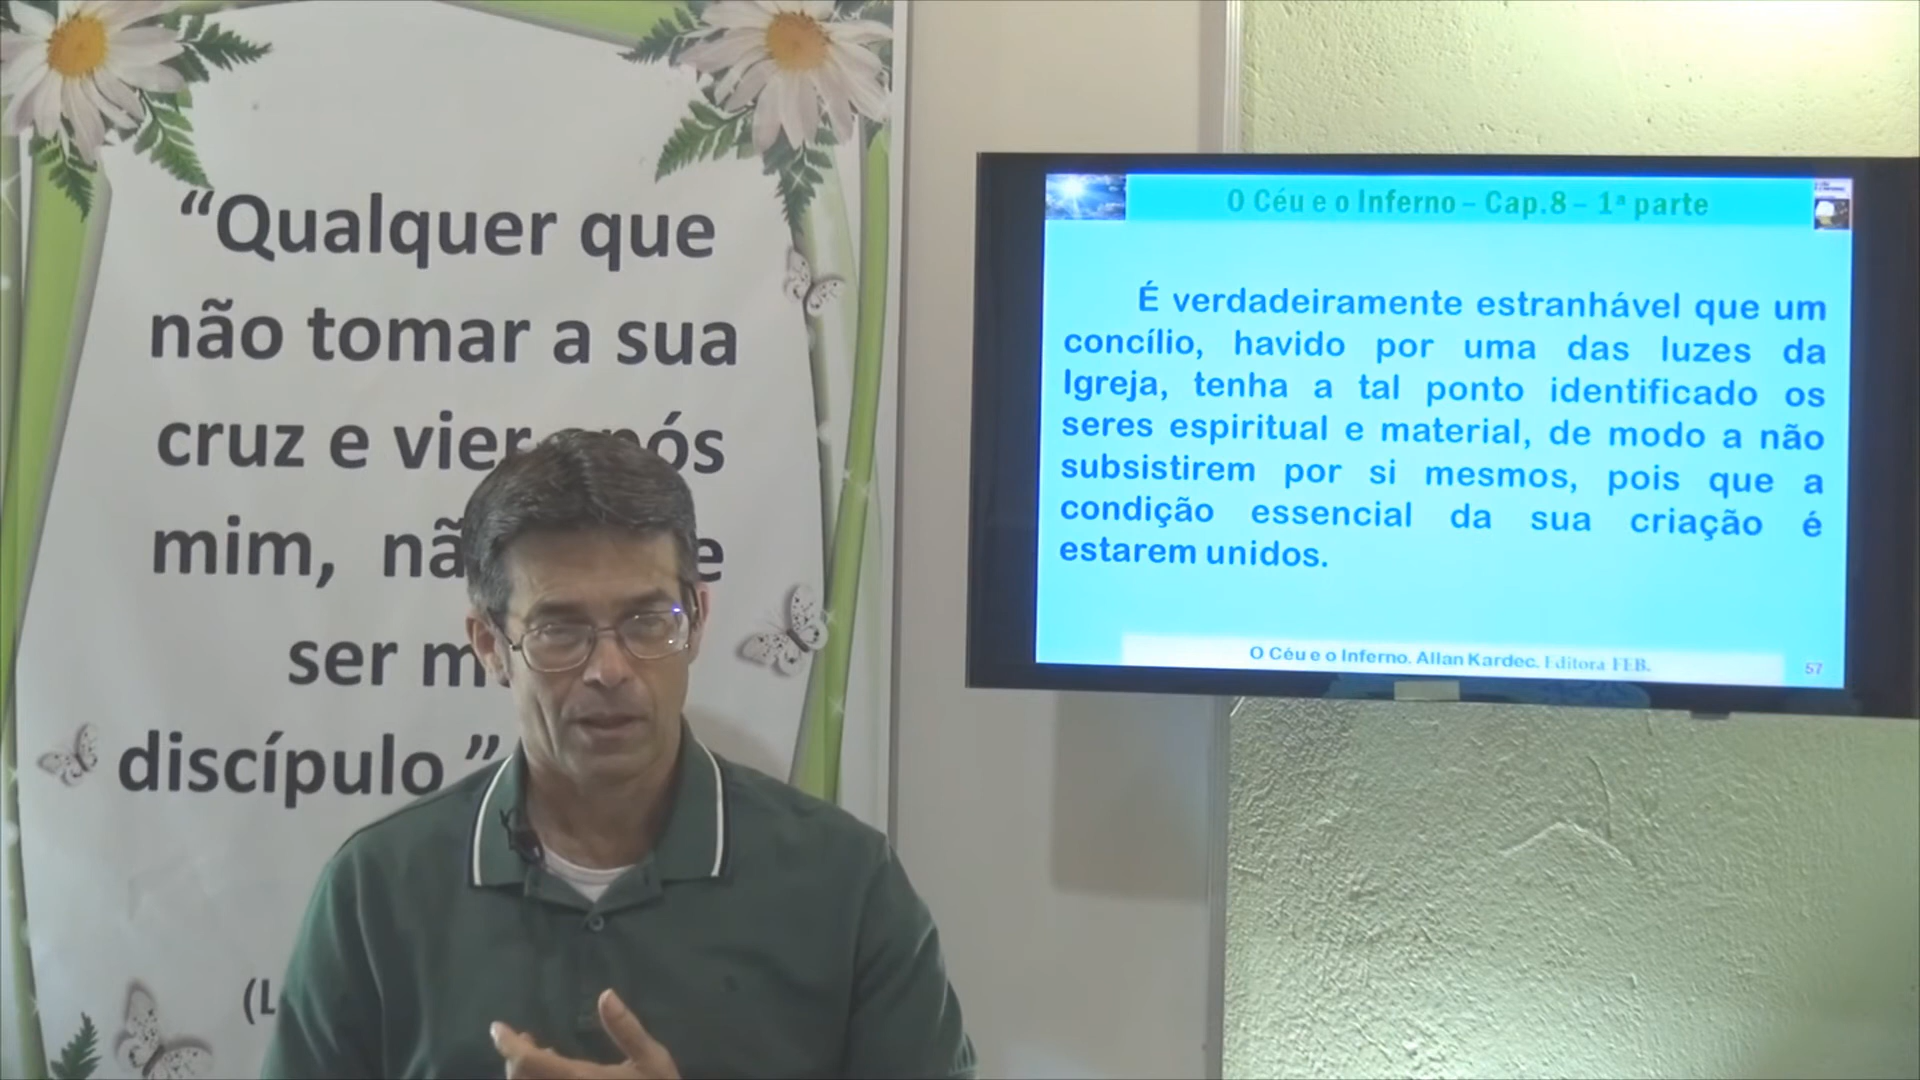 “Qualquer que
não tomar a sua
cruz e vier após
mim, não
ser
discípulo.”
(L
O Céu e o Inferno – Cap.8 – 1ª parte
É verdadeiramente estranhável que um
concílio, havido por uma das luzes da
Igreja, tenha a tal ponto identificado os
seres espiritual e material, de modo a não
subsistirem por si mesmos, pois que a
condição essencial da sua criação é
estarem unidos.
O Céu e o Inferno. Allan Kardec. Editora FEB.
57